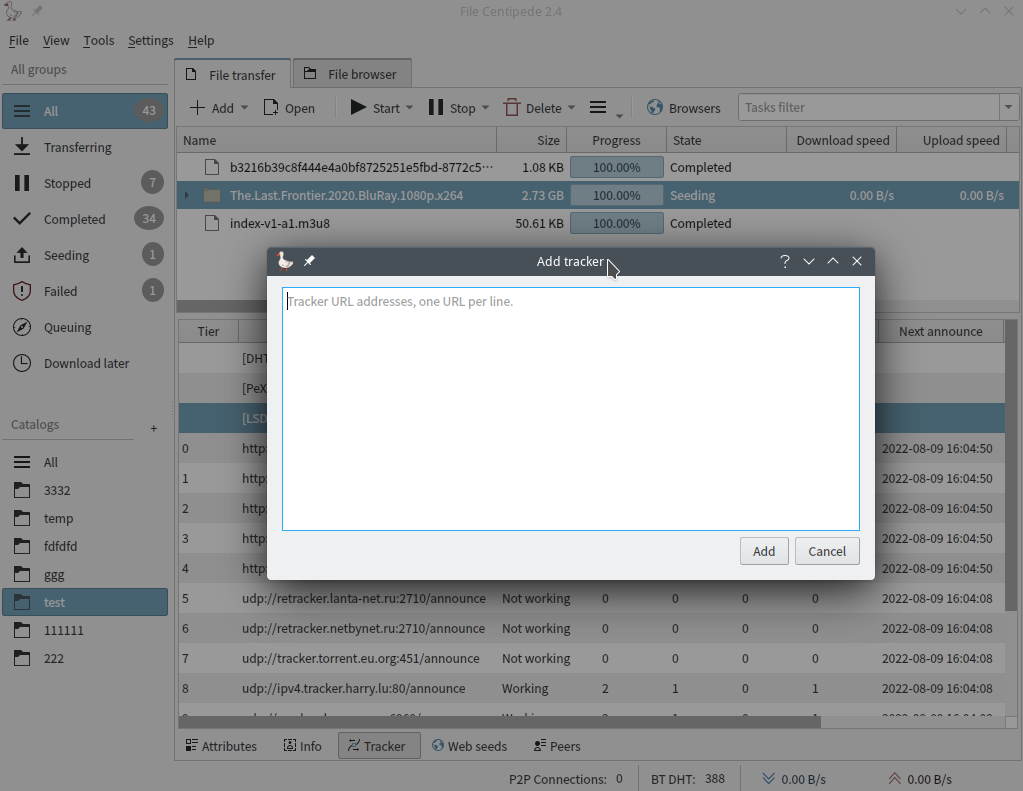 File Centipede 2.4
File View Tools Settings Help
All groups
All 43
Transferring
Stopped 7
Completed 34
Seeding 1
Failed 1
Queuing
Download later
Catalogs +
All
3332
temp
fdfdfd
ggg
test
111111
222
File transfer File browser
Add Open Start Stop Delete Browsers Tasks filter
Name Size Progress State Download speed Upload speed
b3216b39c8f444e4a0bf8725251e5fbd-8772c5··· 1.08 KB 100.00% Completed
The.Last.Frontier.2020.BluRay.1080p.x264 2.73 GB 100.00% Seeding 0.00 B/s 0.00 B/s
index-v1-a1.m3u8 50.61 KB 100.00% Completed
Add tracker ?
Tracker URL addresses, one URL per line.
Add Cancel
Tier Next announce
[DHT
[PeX
[LSD
0 http: 2022-08-09 16:04:50
1 http: 2022-08-09 16:04:50
2 http: 2022-08-09 16:04:50
3 http: 2022-08-09 16:04:50
4 http: 2022-08-09 16:04:50
5 udp://retracker.lanta-net.ru:2710/announce Not working 0 0 0 0 2022-08-09 16:04:08
6 udp://retracker.netbynet.ru:2710/announce Not working 0 0 0 0 2022-08-09 16:04:08
7 udp://tracker.torrent.eu.org:451/announce Not working 0 0 0 0 2022-08-09 16:04:08
8 udp://ipv4.tracker.harry.lu:80/announce Working 2 1 0 1 2022-08-09 16:04:08
Attributes Info Tracker Web seeds Peers
P2P Connections: 0 BT DHT: 388 0.00 B/s 0.00 B/s